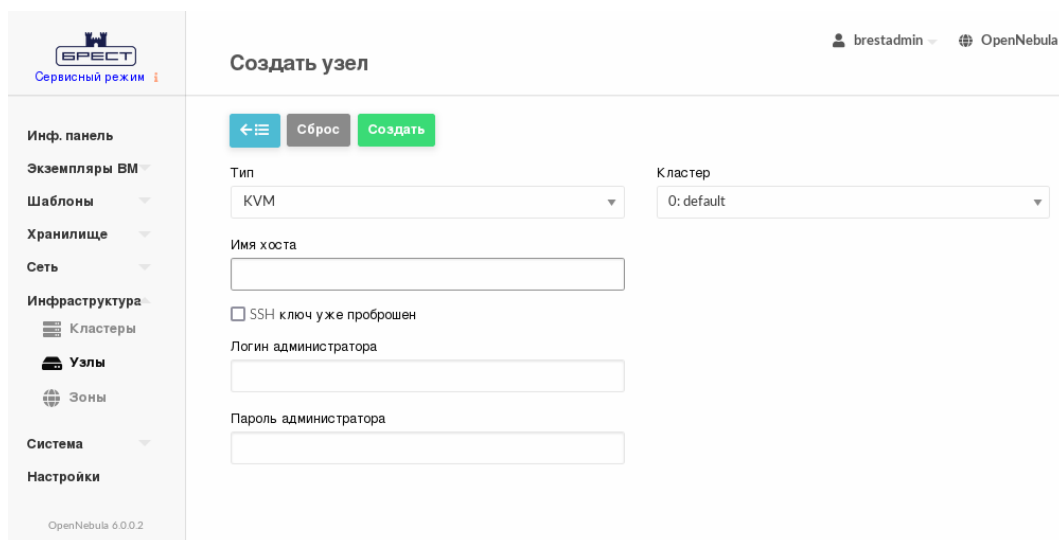 БРЕСТ
Сервисный режим i
brestadmin
OpenNebula
Создать узел
Инф. панель
Экземпляры ВМ
Шаблоны
Хранилище
Сеть
Инфраструктура
Кластеры
Узлы
Зоны
Система
Настройки
OpenNebula 6.0.0.2
Сброс
Создать
Тип
KVM
Кластер
0: default
Имя хоста
SSH ключ уже проброшен
Логин администратора
Пароль администратора